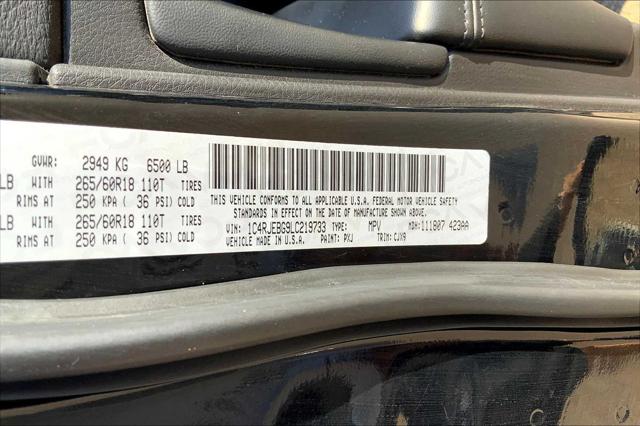 GVWR: 2949 KG 6500 LB
LB WITH 265/60R18 110T TIRES
RIMS AT 250 KPA ( 36 PSI) COLD
LB WITH 265/60R18 110T TIRES
RIMS AT 250 KPA ( 36 PSI) COLD
THIS VEHICLE CONFORMS TO ALL APPLICABLE U.S.A. FEDERAL MOTOR VEHICLE SAFETY
STANDARDS IN EFFECT ON THE DATE OF MANUFACTURE SHOWN ABOVE.
VIN: 1C4RJEBG9LC219733 TYPE: MPV MDH: 111807 423AA
VEHICLE MADE IN U.S.A. PAINT: PXJ TRIM: CJX9